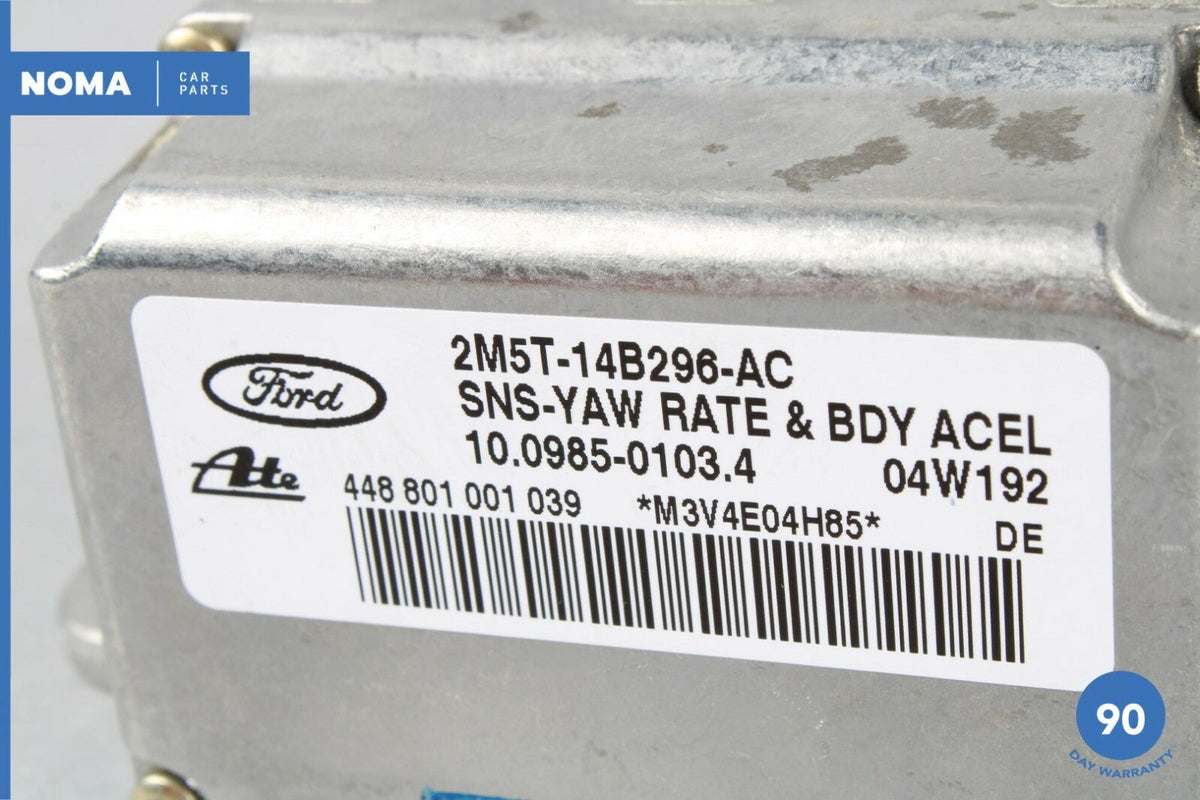 NOMA
CAR
PARTS
Ford
Ate
2M5T-14B296-AC
SNS-YAW RATE & BDY ACEL
10.0985-0103.4 04W192
448 801 001 039 *M3V4E04H85* DE
90
DAY WARRANTY